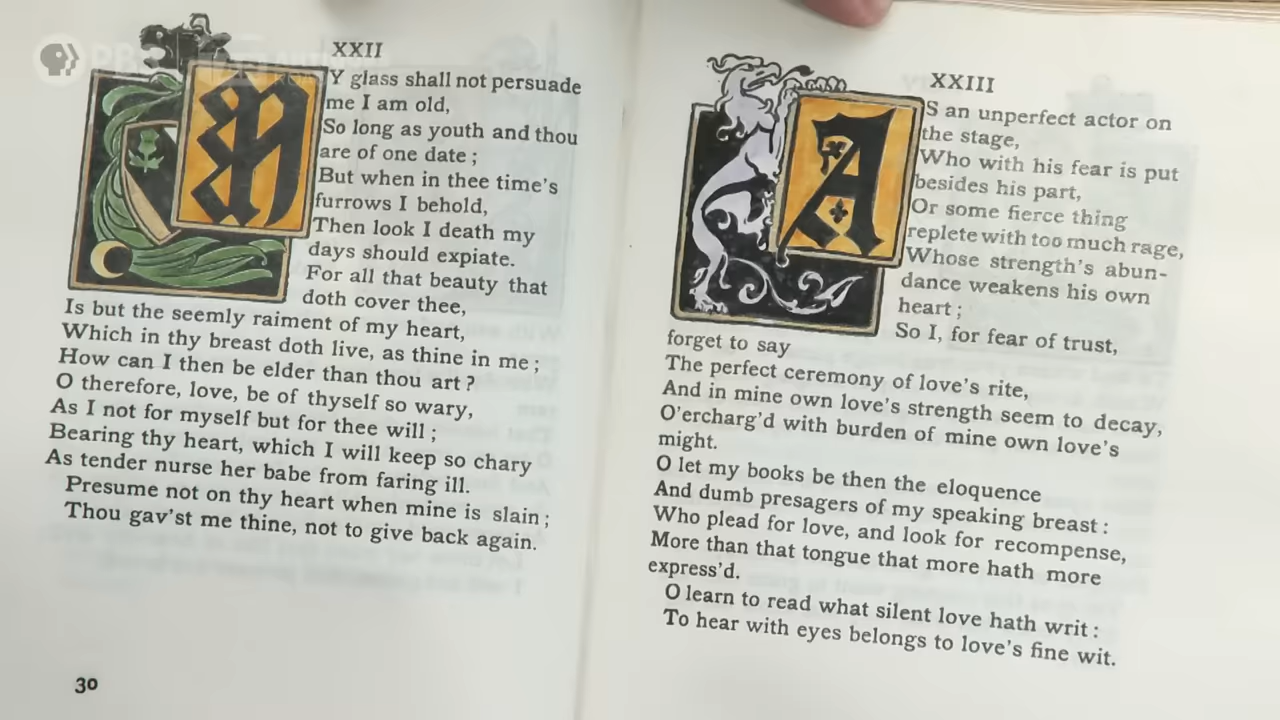 PBS
XXII
MY glass shall not persuade
me I am old,
So long as youth and thou
are of one date ;
But when in thee time's
furrows I behold,
Then look I death my
days should expiate.
For all that beauty that
doth cover thee,
Is but the seemly raiment of my heart,
Which in thy breast doth live, as thine in me ;
How can I then be elder than thou art ?
O therefore, love, be of thyself so wary,
As I not for myself but for thee will ;
Bearing thy heart, which I will keep so chary
As tender nurse her babe from faring ill.
Presume not on thy heart when mine is slain ;
Thou gav'st me thine, not to give back again.
30
XXIII
AS an unperfect actor on
the stage,
Who with his fear is put
besides his part,
Or some fierce thing
replete with too much rage,
Whose strength's abun-
dance weakens his own
heart ;
So I, for fear of trust,
forget to say
The perfect ceremony of love's rite,
And in mine own love's strength seem to decay,
O'ercharg'd with burden of mine own love's
might.
O let my books be then the eloquence
And dumb presagers of my speaking breast :
Who plead for love, and look for recompense,
More than that tongue that more hath more
express'd.
O learn to read what silent love hath writ :
To hear with eyes belongs to love's fine wit.